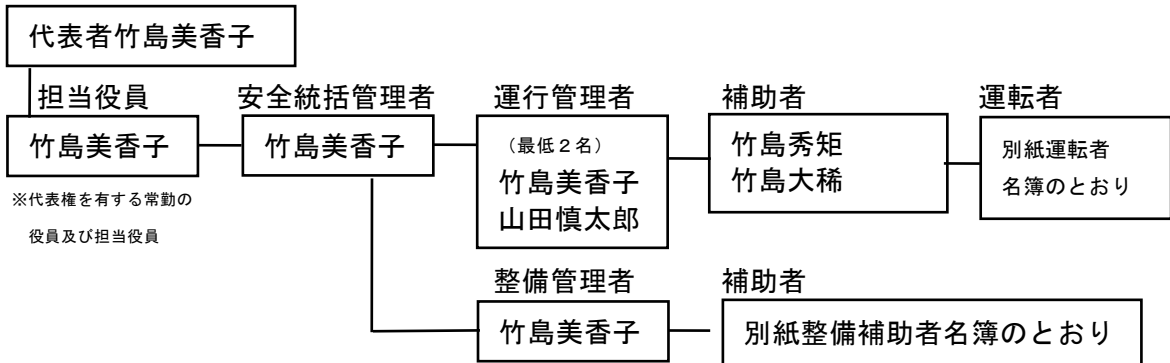 代表者竹島美香子
担当役員
竹島美香子
※代表権を有する常勤の
役員及び担当役員
安全統括管理者
竹島美香子
運行管理者
（最低２名）
竹島美香子
山田慎太郎
補助者
竹島秀矩
竹島大稀
運転者
別紙運転者
名簿のとおり
整備管理者
竹島美香子
補助者
別紙整備補助者名簿のとおり